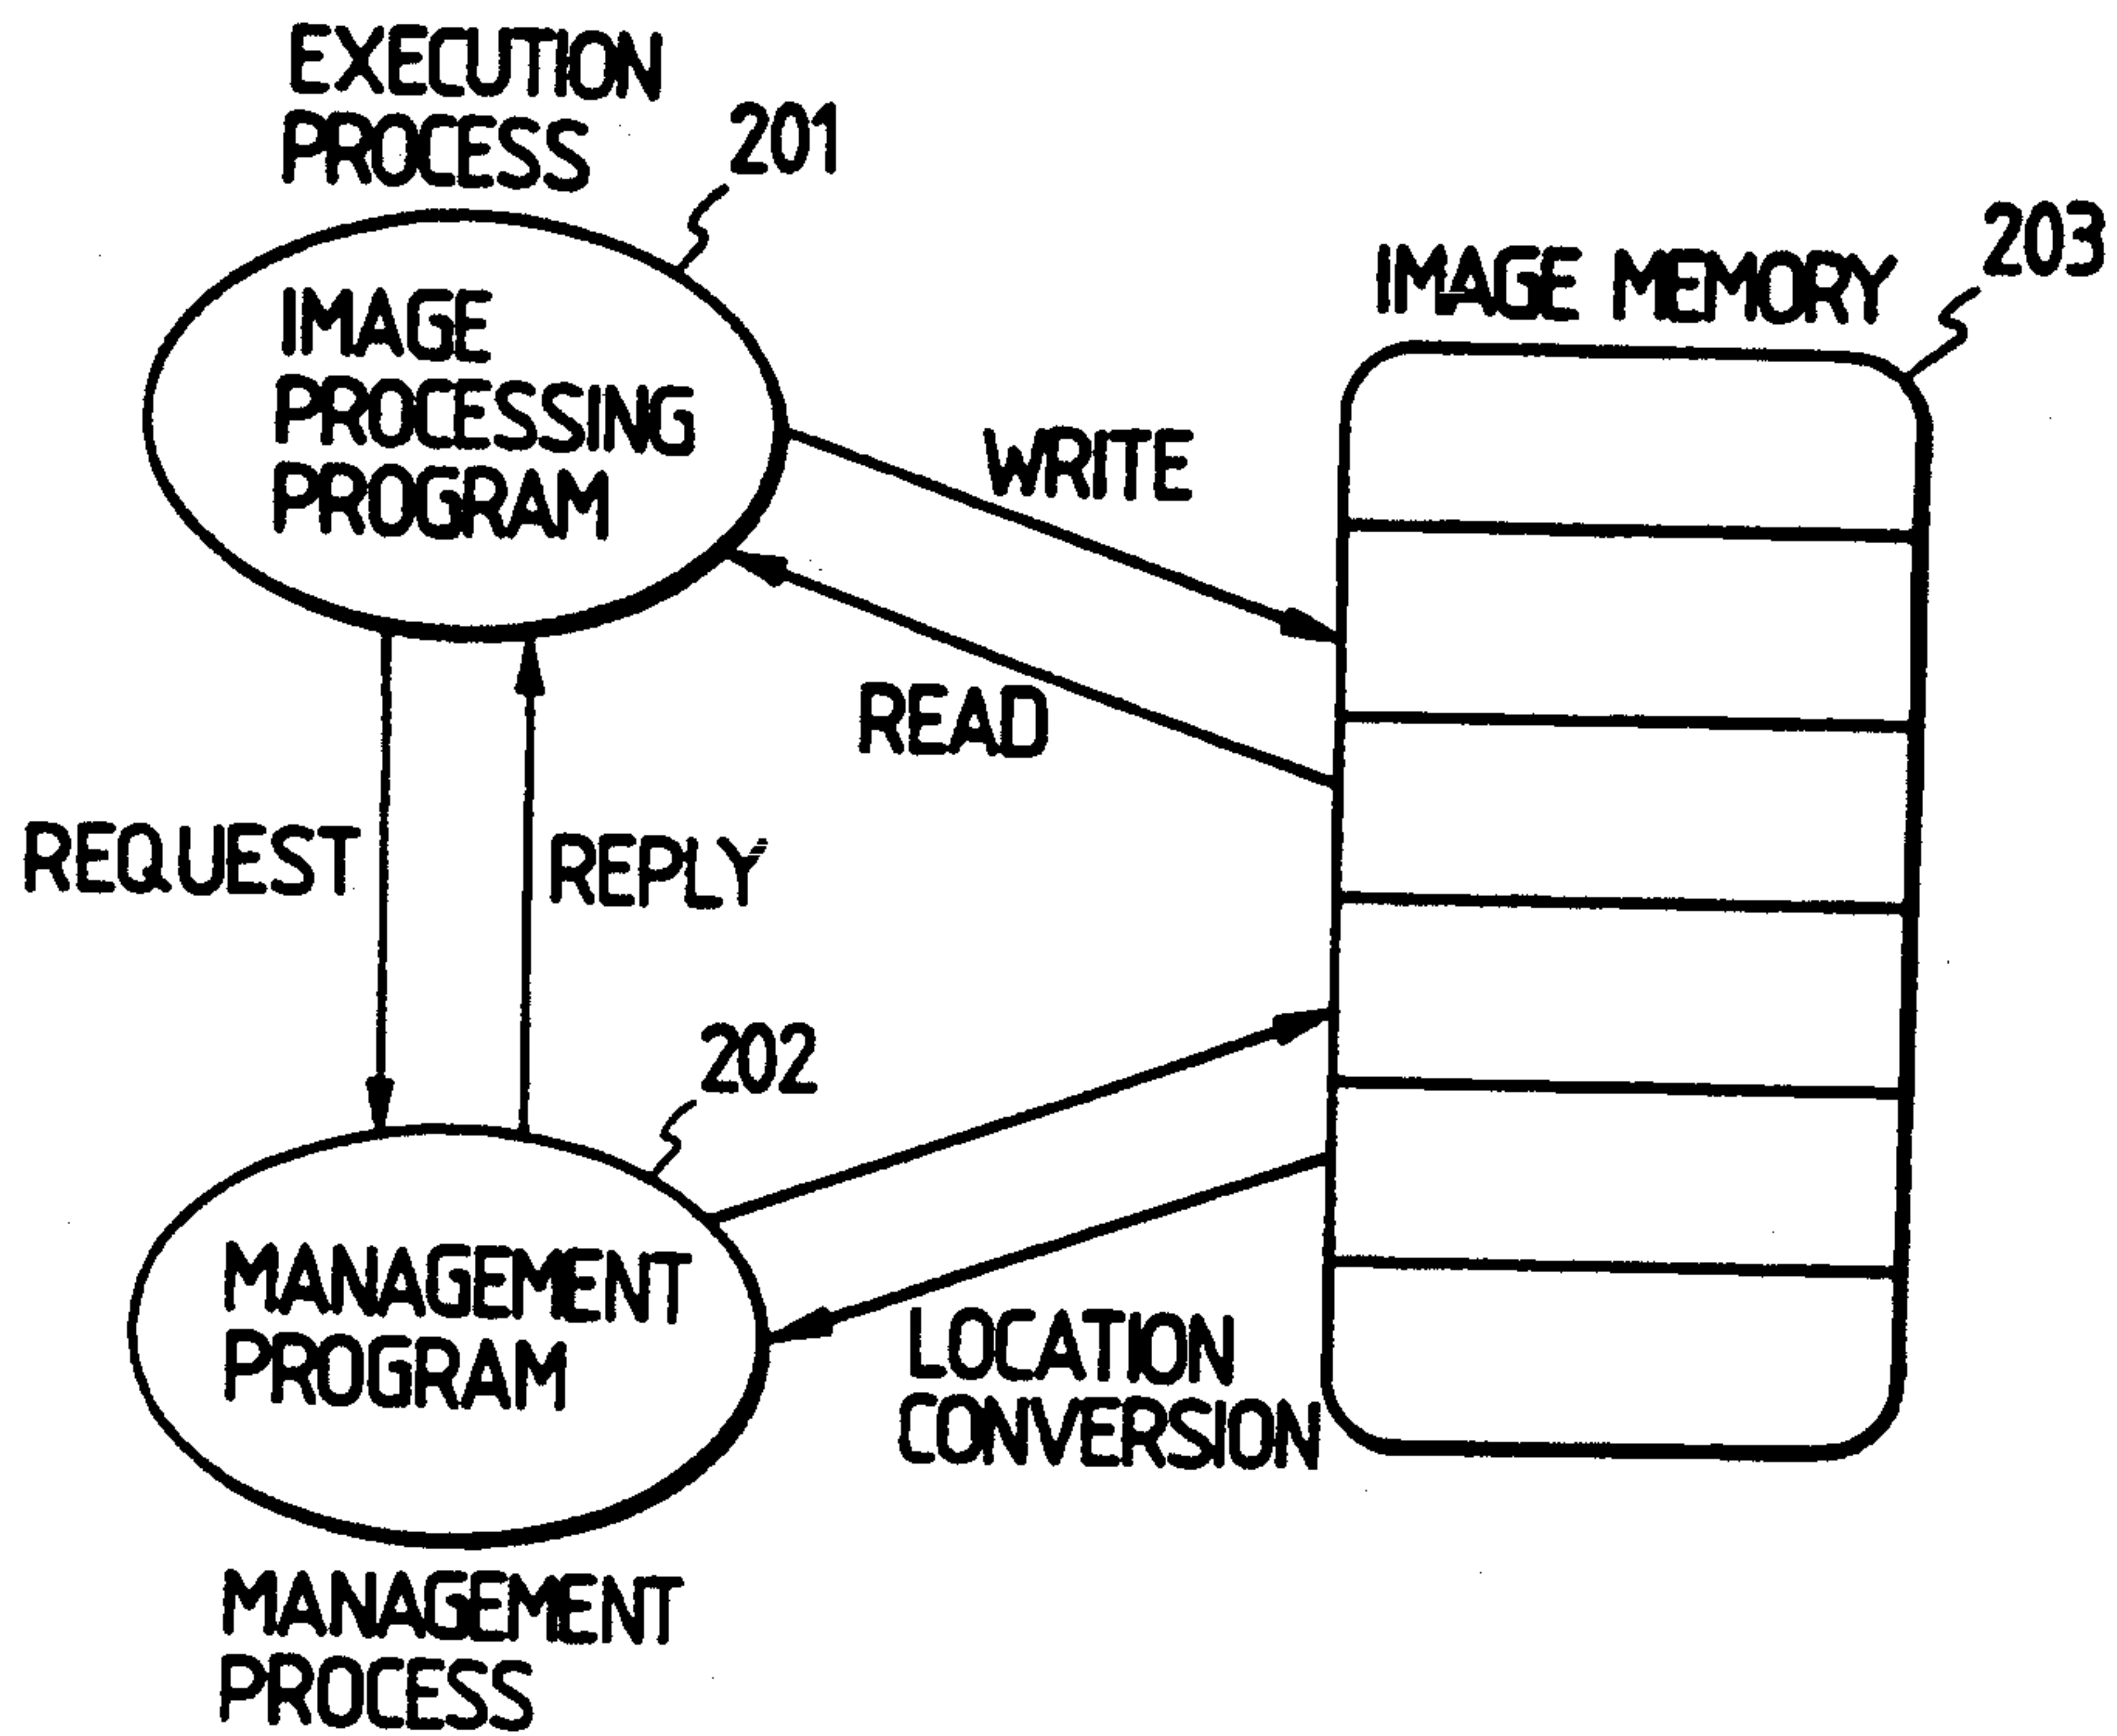 EXECUTION
PROCESS
201
IMAGE
PROCESSING
PROGRAM
IMAGE MEMORY
203
WRITE
READ
REQUEST
REPLY
202
MANAGEMENT
PROGRAM
LOCATION
CONVERSION
MANAGEMENT
PROCESS